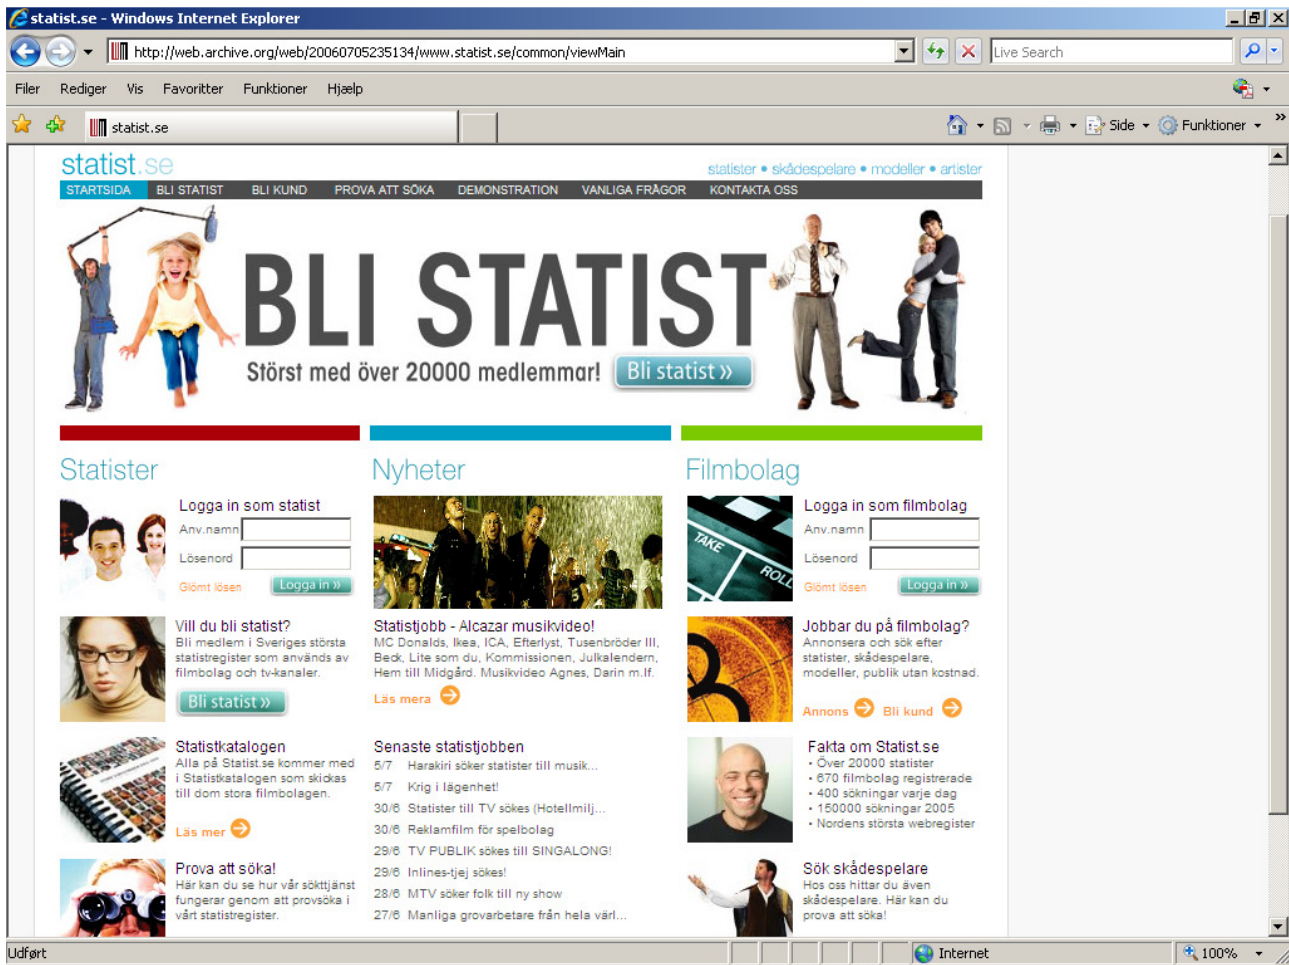 statist.se - Windows Internet Explorer
http://web.archive.org/web/20060705235134/www.statist.se/common/viewMain
Live Search
Filer Rediger Vis Favoritter Funktioner Hjælp
statist.se
Side Funktioner
statist.se
statister • skådespelare • modeller • artister
STARTSIDA BLI STATIST BLI KUND PROVA ATT SÖKA DEMONSTRATION VANLIGA FRÅGOR KONTAKTA OSS
BLI STATIST
Störst med över 20000 medlemmar! Bli statist »
Statister
Logga in som statist
Anv.namn
Lösenord
Glömt lösen Logga in »
Vill du bli statist?
Bli medlem i Sveriges största
statistregister som används av
filmbolag och tv-kanaler.
Bli statist »
Statistkatalogen
Alla på Statist.se kommer med
i Statistkatalogen som skickas
till dom stora filmbolagen.
Läs mer
Prova att söka!
Här kan du se hur vår söktjänst
fungerar genom att provsöka i
vårt statistregister.
Nyheter
Statistjobb - Alcazar musikvideo!
MC Donalds, Ikea, ICA, Efterlyst, Tusenbröder III,
Beck, Lite som du, Kommissionen, Julkalendern,
Hem till Midgård. Musikvideo Agnes, Darin m.lf.
Läs mera
Senaste statistjobben
5/7 Harakiri söker statister till musik...
5/7 Krig i lägenhet!
30/6 Statister till TV sökes (Hotellmilj...
30/6 Reklamfilm för spelbolag
29/6 TV PUBLIK sökes till SINGALONG!
29/6 Inlines-tjej sökes!
28/6 MTV söker folk till ny show
27/6 Manliga grovarbetare från hela värl...
Filmbolag
TAKE
ROLL
Logga in som filmbolag
Anv.namn
Lösenord
Glömt lösen Logga in »
Jobbar du på filmbolag?
Annonsera och sök efter
statister, skådespelare,
modeller, publik utan kostnad.
Annons Bli kund
Fakta om Statist.se
• Över 20000 statister
• 670 filmbolag registrerade
• 400 sökningar varje dag
• 150000 sökningar 2005
• Nordens största webregister
Sök skådespelare
Hos oss hittar du även
skådespelare. Här kan du
prova att söka!
Udført
Internet
100%